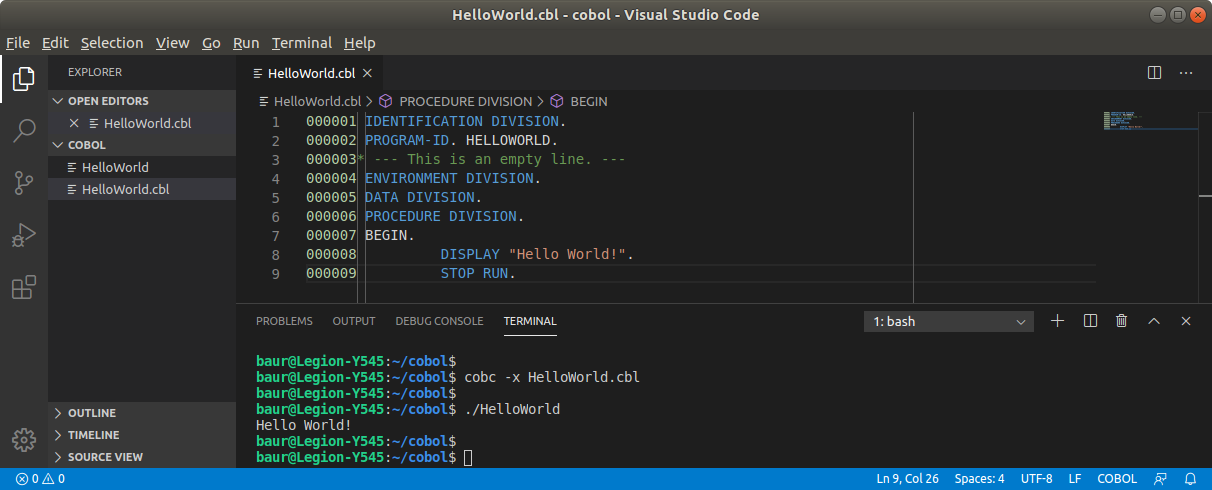 HelloWorld.cbl - cobol - Visual Studio Code
File Edit Selection View Go Run Terminal Help
EXPLORER
OPEN EDITORS
HelloWorld.cbl
COBOL
HelloWorld
HelloWorld.cbl
OUTLINE
TIMELINE
SOURCE VIEW
HelloWorld.cbl
HelloWorld.cbl > PROCEDURE DIVISION > BEGIN
1 000001 IDENTIFICATION DIVISION.
2 000002 PROGRAM-ID. HELLOWORLD.
3 000003* --- This is an empty line. ---
4 000004 ENVIRONMENT DIVISION.
5 000005 DATA DIVISION.
6 000006 PROCEDURE DIVISION.
7 000007 BEGIN.
8 000008 DISPLAY "Hello World!".
9 000009 STOP RUN.
PROBLEMS OUTPUT DEBUG CONSOLE TERMINAL 1: bash
baur@Legion-Y545:~/cobol$
baur@Legion-Y545:~/cobol$ cobc -x HelloWorld.cbl
baur@Legion-Y545:~/cobol$
baur@Legion-Y545:~/cobol$ ./HelloWorld
Hello World!
baur@Legion-Y545:~/cobol$
baur@Legion-Y545:~/cobol$
0 0 Ln 9, Col 26 Spaces: 4 UTF-8 LF COBOL